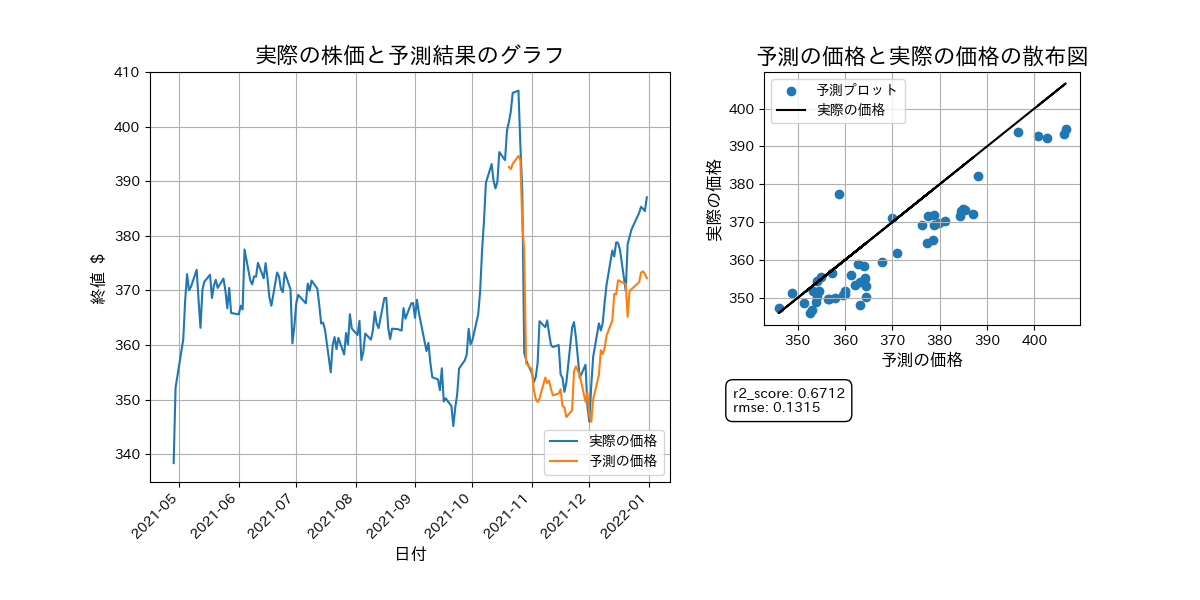 実際の株価と予測結果のグラフ
410
400
390
380
370
360
350
340
終値 $
2021-05
2021-06
2021-07
2021-08
2021-09
2021-10
2021-11
2021-12
2022-01
日付
実際の価格
予測の価格
予測の価格と実際の価格の散布図
予測プロット
実際の価格
400
390
380
370
360
350
実際の価格
350
360
370
380
390
400
予測の価格
r2_score: 0.6712
rmse: 0.1315